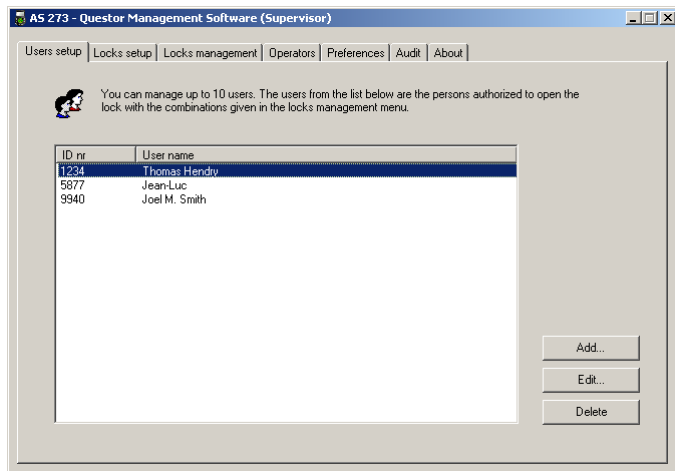 AS 273 - Questor Management Software (Supervisor)
Users setup Locks setup Locks management Operators Preferences Audit About
You can manage up to 10 users. The users from the list below are the persons authorized to open the
lock with the combinations given in the locks management menu.
ID nr User name
1234 Thomas Hendry
5877 Jean-Luc
9940 Joel M. Smith
Add...
Edit...
Delete